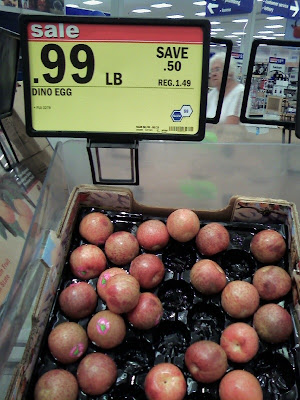 sale
.99 LB
SAVE
.50
REG. 1.49
DINO EGG